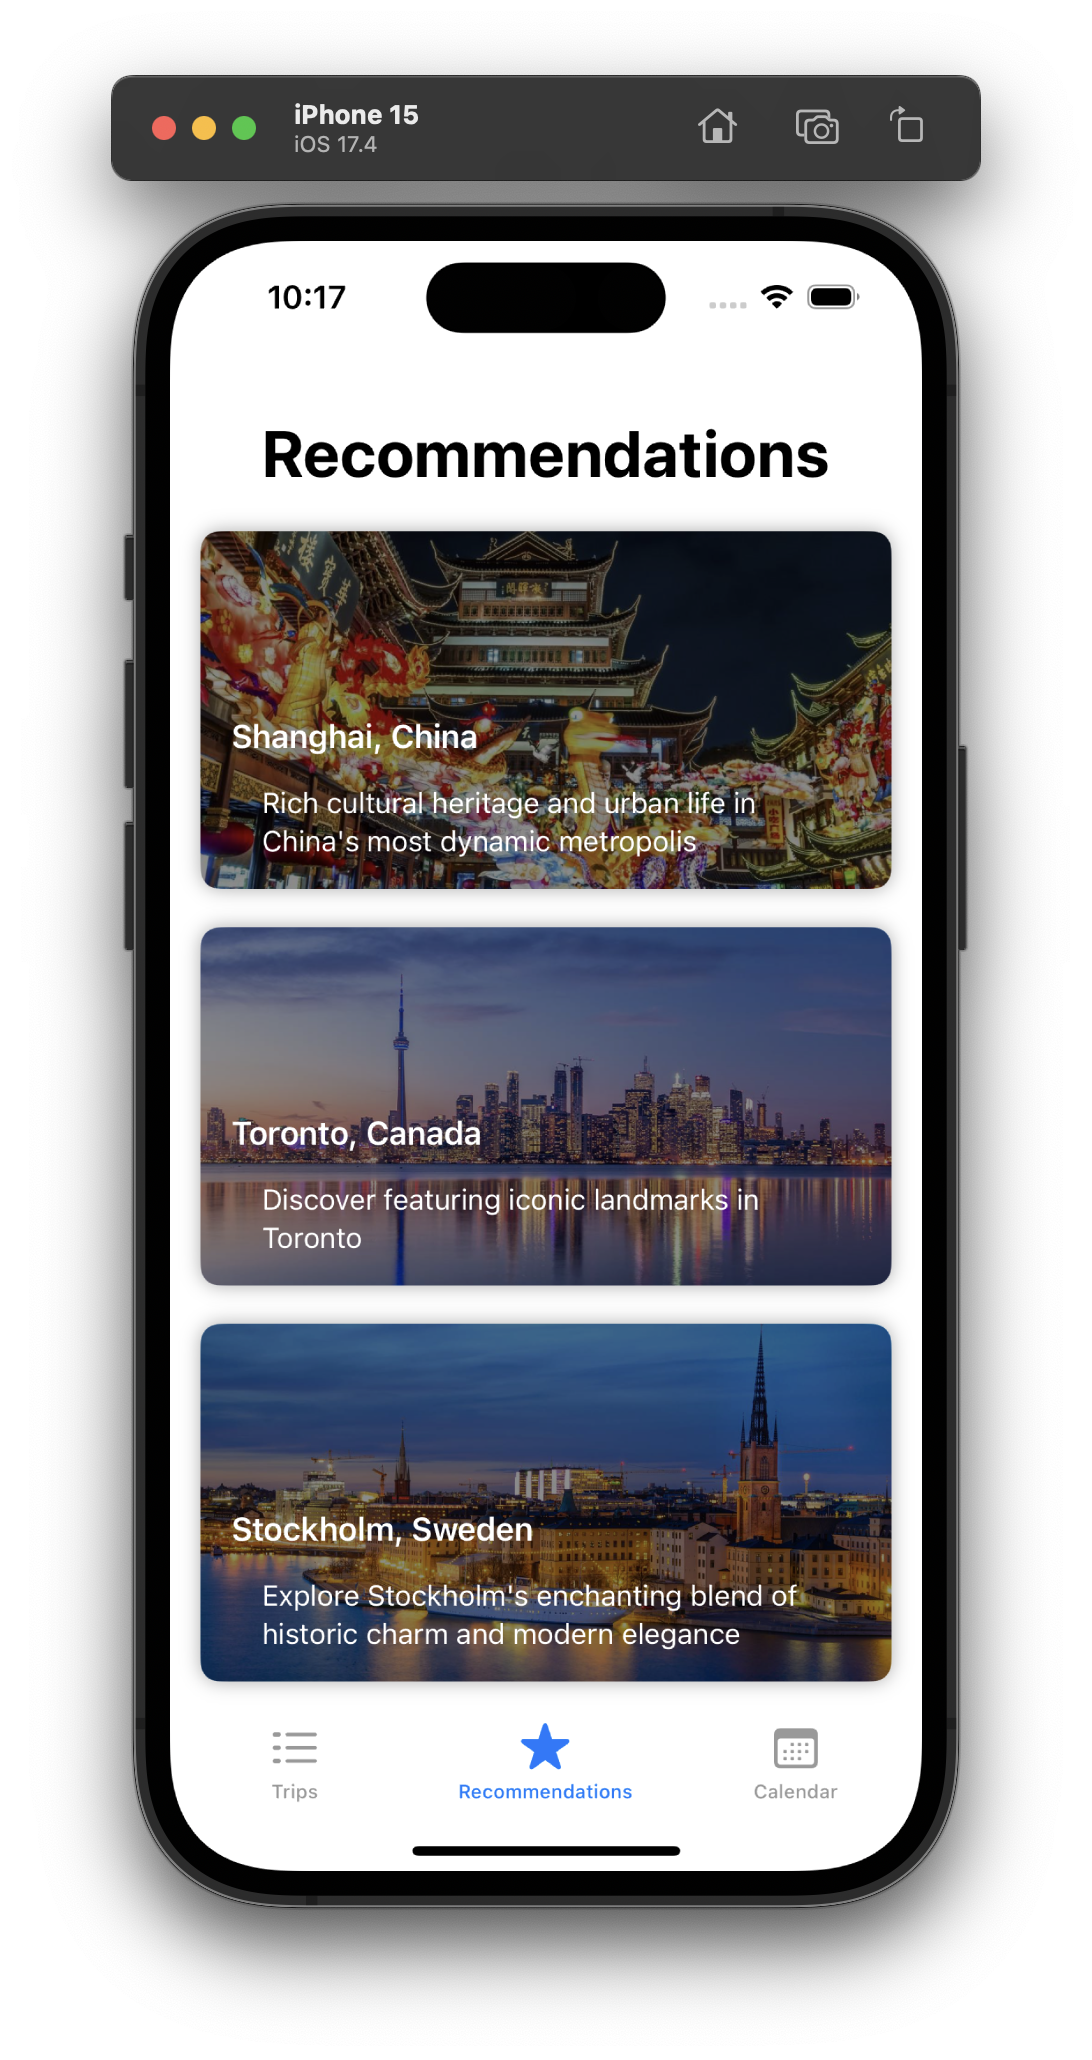 iPhone 15
iOS 17.4
10:17
Recommendations
Shanghai, China
Rich cultural heritage and urban life in
China's most dynamic metropolis
Toronto, Canada
Discover featuring iconic landmarks in
Toronto
Stockholm, Sweden
Explore Stockholm's enchanting blend of
historic charm and modern elegance
Trips
Recommendations
Calendar